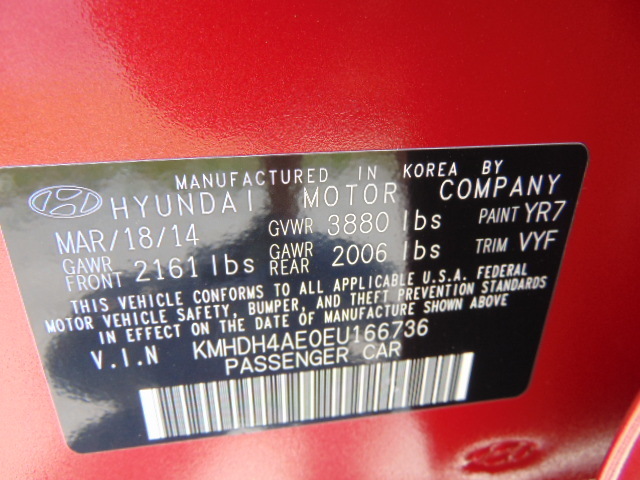 MANUFACTURED IN KOREA BY
HYUNDAI MOTOR COMPANY
MAR/18/14 GVWR 3880 lbs PAINT YR7
GAWR FRONT 2161 lbs GAWR REAR 2006 lbs TRIM VYF
THIS VEHICLE CONFORMS TO ALL APPLICABLE U.S.A. FEDERAL
MOTOR VEHICLE SAFETY, BUMPER, AND THEFT PREVENTION STANDARDS
IN EFFECT ON THE DATE OF MANUFACTURE SHOWN ABOVE
V.I.N KMHDH4AE0EU166736
PASSENGER CAR